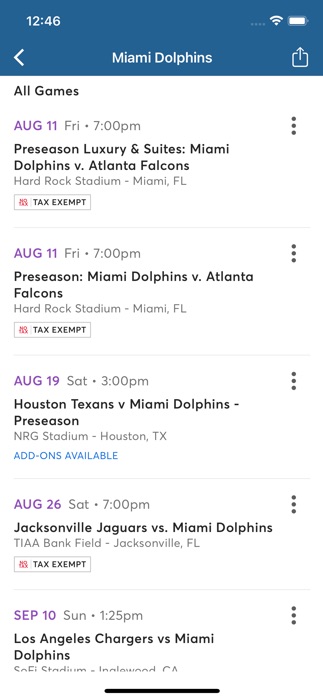 12:46
Miami Dolphins
All Games
AUG 11 Fri • 7:00pm
Preseason Luxury & Suites: Miami
Dolphins v. Atlanta Falcons
Hard Rock Stadium - Miami, FL
TAX EXEMPT
AUG 11 Fri • 7:00pm
Preseason: Miami Dolphins v. Atlanta
Falcons
Hard Rock Stadium - Miami, FL
TAX EXEMPT
AUG 19 Sat • 3:00pm
Houston Texans v Miami Dolphins -
Preseason
NRG Stadium - Houston, TX
ADD-ONS AVAILABLE
AUG 26 Sat • 7:00pm
Jacksonville Jaguars vs. Miami Dolphins
TIAA Bank Field - Jacksonville, FL
TAX EXEMPT
SEP 10 Sun • 1:25pm
Los Angeles Chargers vs Miami
Dolphins
SoFi Stadium - Inglewood, CA